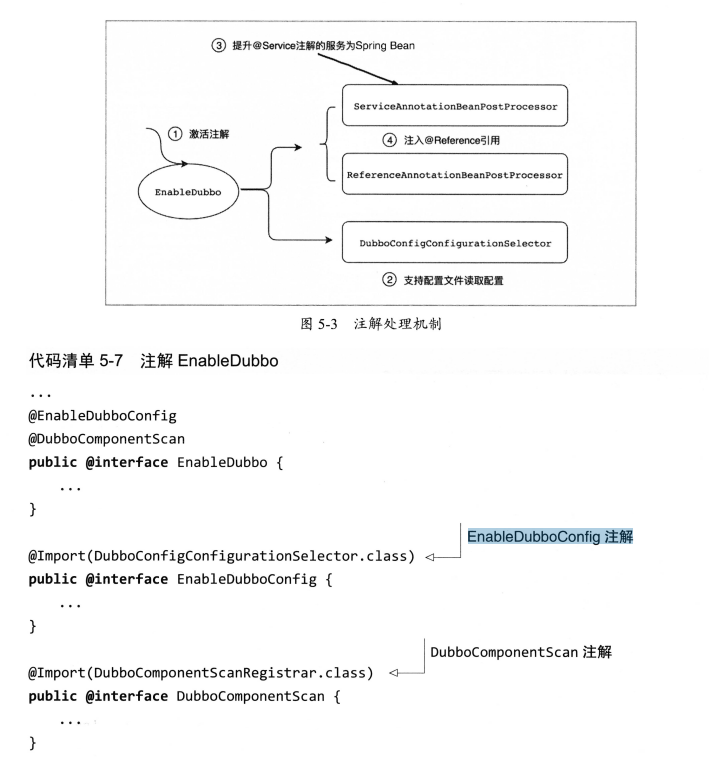 ③ 提升@Service注解的服务为Spring Bean
ServiceAnnotationBeanPostProcessor
① 激活注解
④ 注入@Reference引用
ReferenceAnnotationBeanPostProcessor
EnableDubbo
DubboConfigConfigurationSelector
② 支持配置文件读取配置
图 5-3 注解处理机制
代码清单 5-7 注解 EnableDubbo
...
@EnableDubboConfig
@DubboComponentScan
public @interface EnableDubbo {
...
}
EnableDubboConfig 注解
@Import(DubboConfigConfigurationSelector.class)
public @interface EnableDubboConfig {
...
}
DubboComponentScan 注解
@Import(DubboComponentScanRegistrar.class)
public @interface DubboComponentScan {
...
}